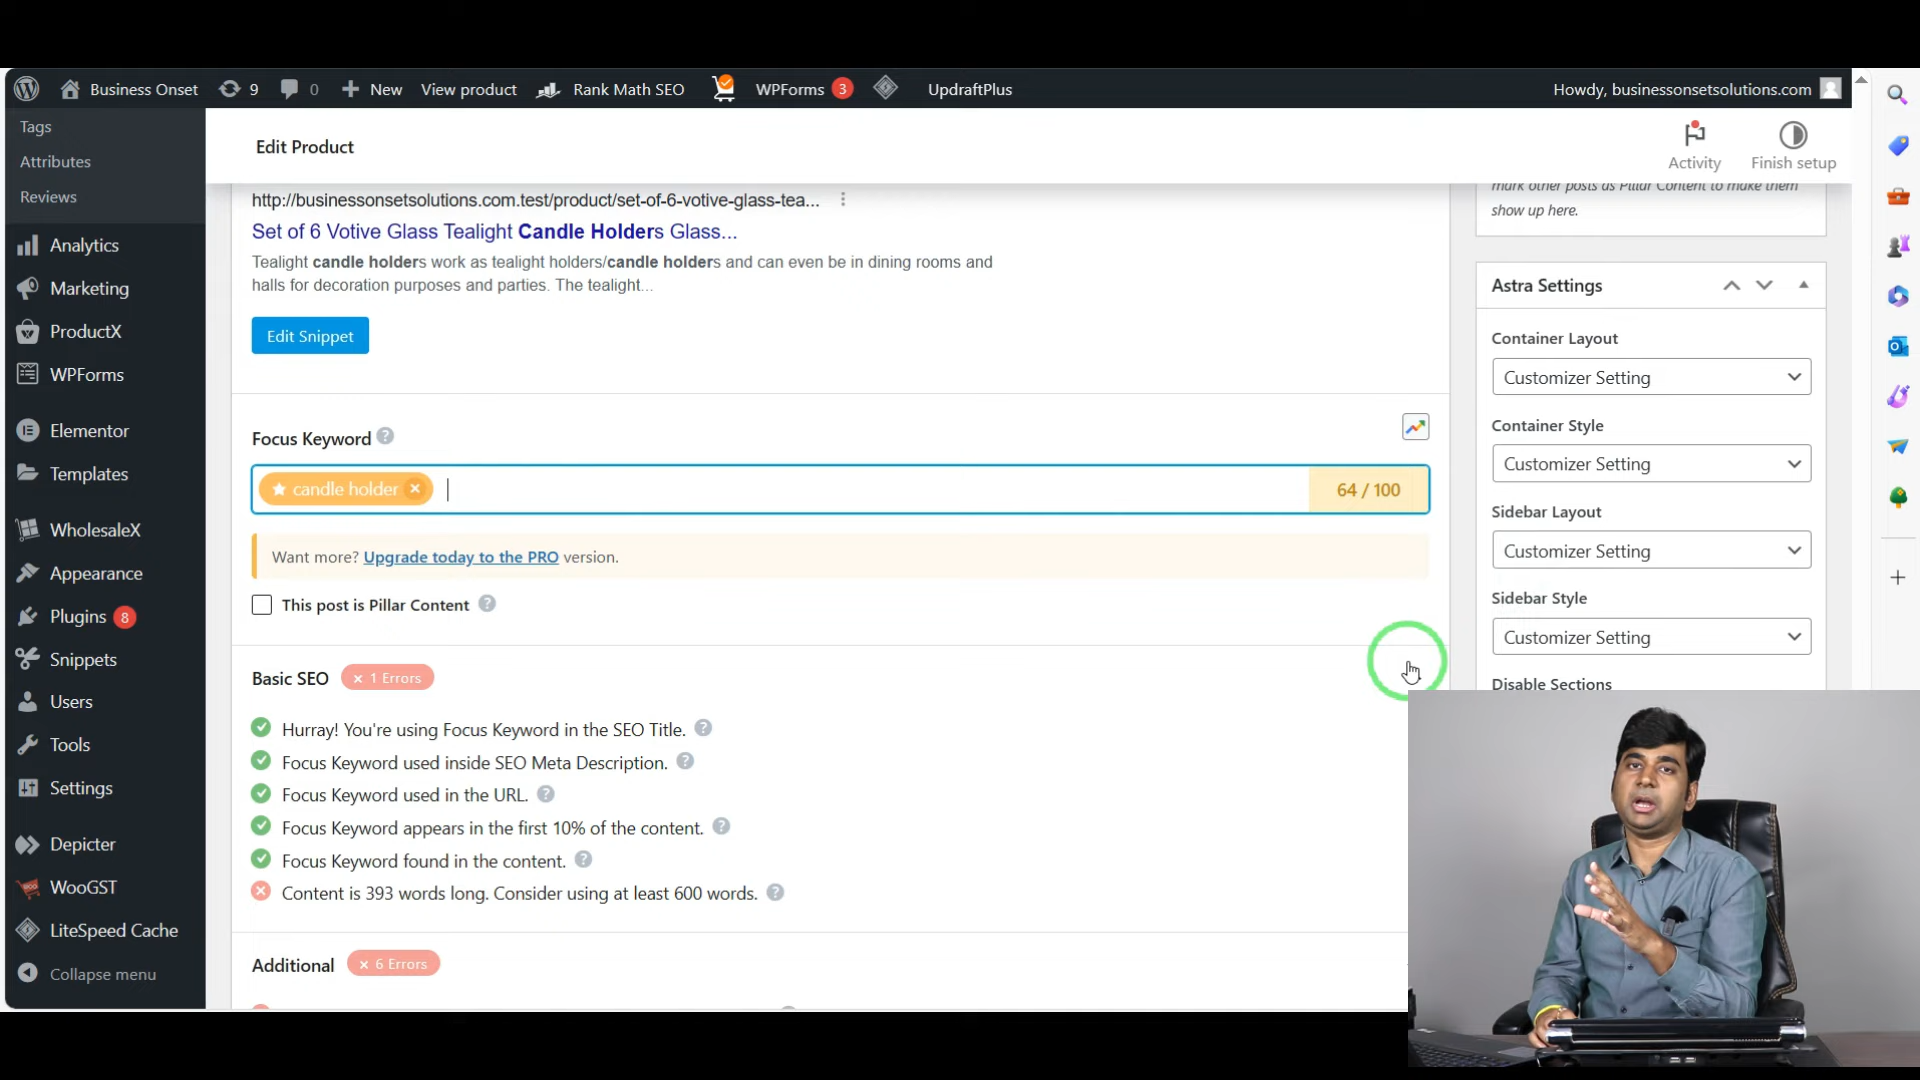 Business Onset 9 0 New View product Rank Math SEO WPForms 3 UpdraftPlus Howdy, businessonsetsolutions.com
Tags
Attributes
Reviews
Analytics
Marketing
ProductX
WPForms
Elementor
Templates
WholesaleX
Appearance
Plugins 8
Snippets
Users
Tools
Settings
Depicter
WooGST
LiteSpeed Cache
Collapse menu
Edit Product
Activity
Finish setup
http://businessonsetsolutions.com.test/product/set-of-6-votive-glass-tea...
Set of 6 Votive Glass Tealight Candle Holders Glass...
Tealight candle holders work as tealight holders/candle holders and can even be in dining rooms and
halls for decoration purposes and parties. The tealight...
Edit Snippet
Focus Keyword
candle holder
64 / 100
Want more? Upgrade today to the PRO version.
This post is Pillar Content
Basic SEO × 1 Errors
Hurray! You're using Focus Keyword in the SEO Title.
Focus Keyword used inside SEO Meta Description.
Focus Keyword used in the URL.
Focus Keyword appears in the first 10% of the content.
Focus Keyword found in the content.
Content is 393 words long. Consider using at least 600 words.
Additional × 6 Errors
mark other posts as Pillar Content to make them
show up here.
Astra Settings
Container Layout
Customizer Setting
Container Style
Customizer Setting
Sidebar Layout
Customizer Setting
Sidebar Style
Customizer Setting
Disable Sections